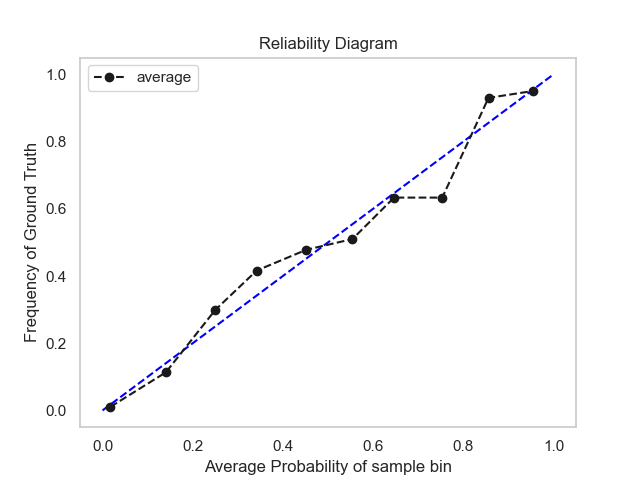 Reliability Diagram
average
1.0
0.8
0.6
0.4
0.2
0.0
Frequency of Ground Truth
0.0 0.2 0.4 0.6 0.8 1.0
Average Probability of sample bin